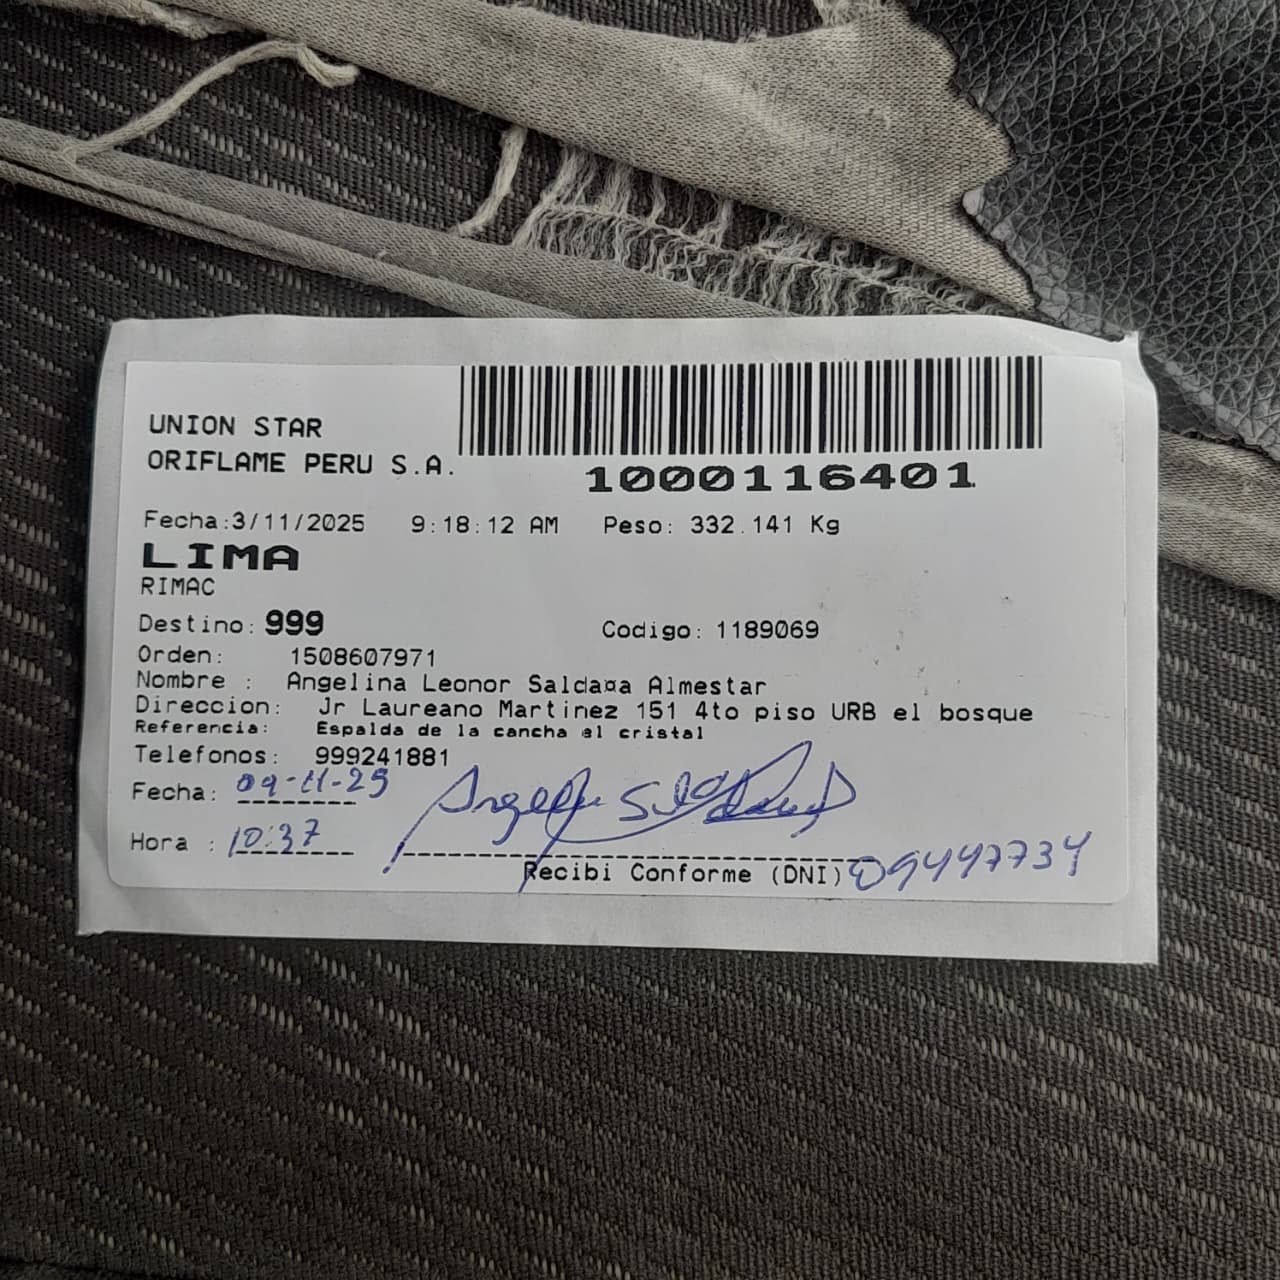 UNION STAR
ORIFLAME PERU S.A.
1000116401
Fecha:3/11/2025 9:18:12 AM Peso: 332.141 Kg
LIMA
RIMAC
Destino: 999 Codigo: 1189069
Orden: 1508607971
Nombre : Angelina Leonor Salda¤a Almestar
Direccion: Jr Laureano Martinez 151 4to piso URB el bosque
Referencia: Espalda de la cancha el cristal
Telefonos: 999241881
Fecha: 09-11-25
Hora : 10:37
Recibi Conforme (DNI) 09447734